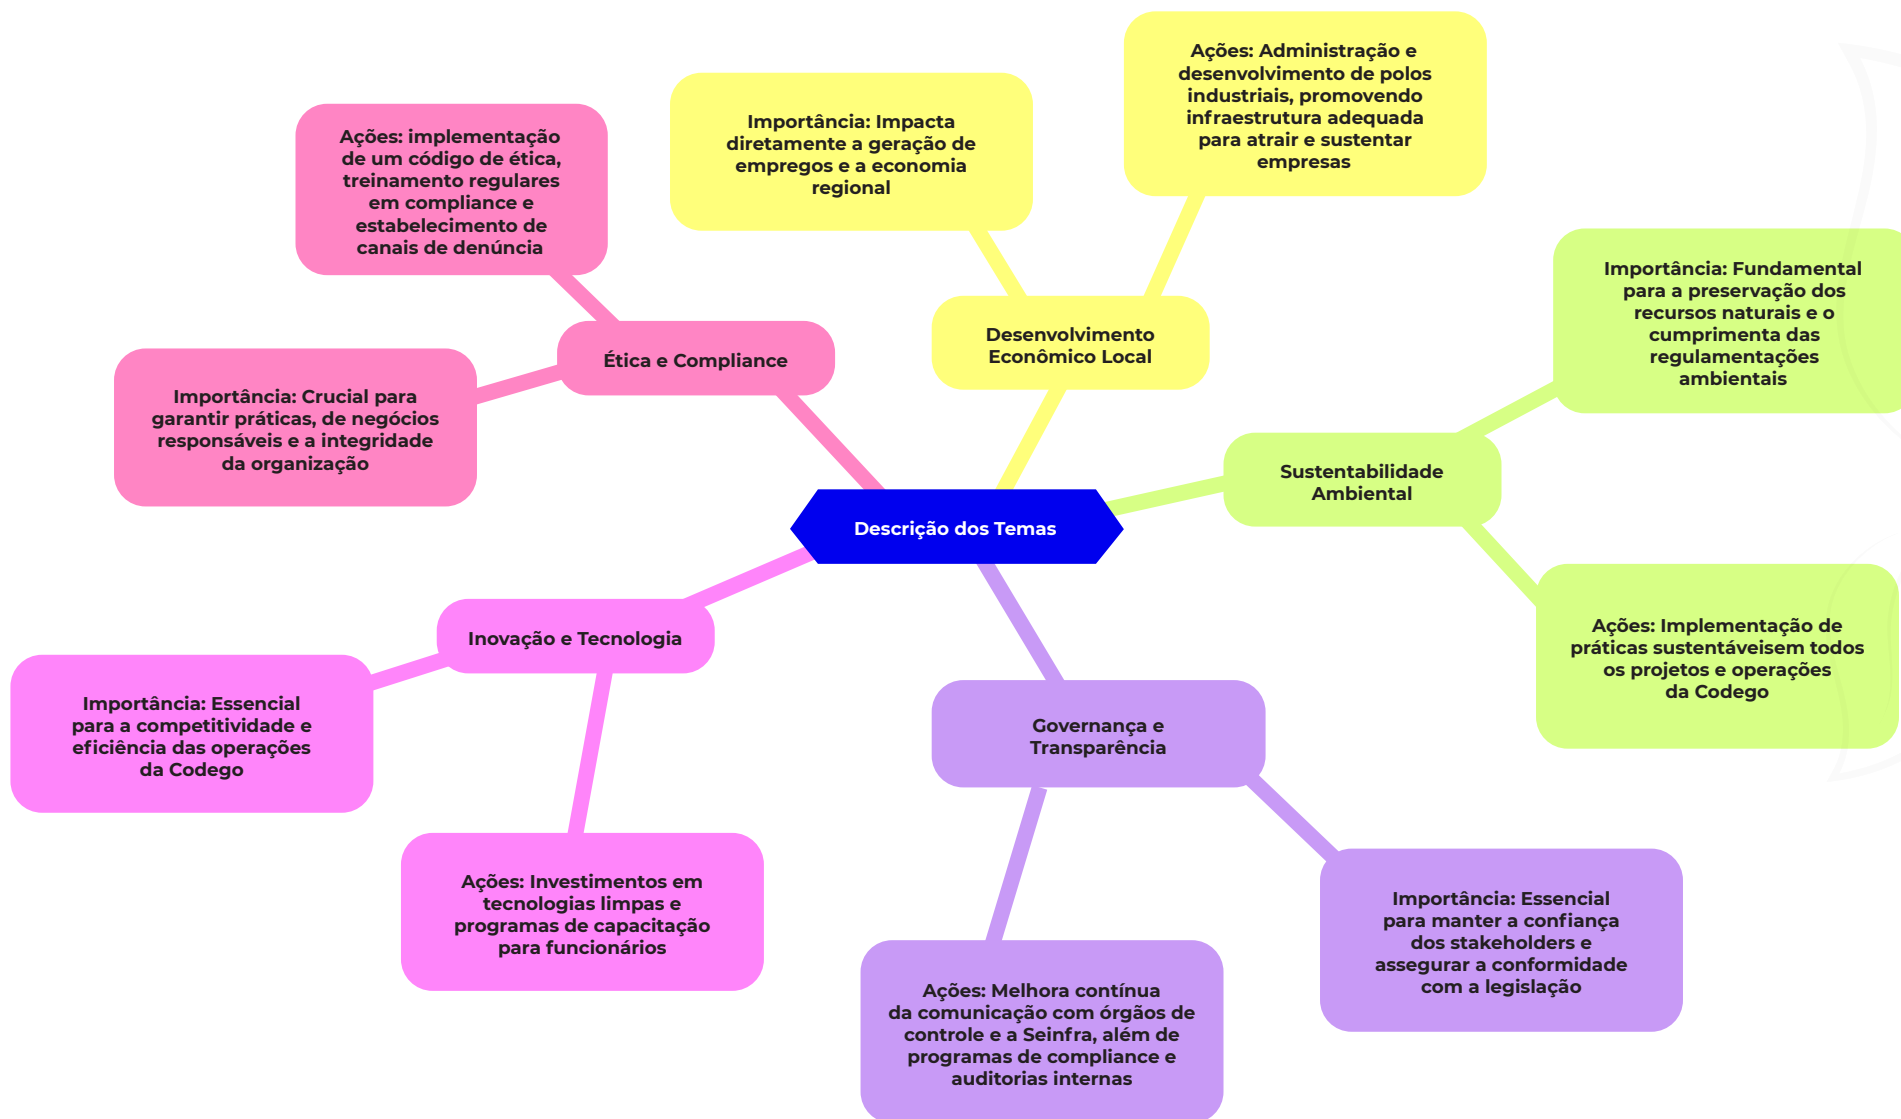 Ações: Administração e
desenvolvimento de polos
industriais, promovendo
infraestrutura adequada
para atrair e sustentar
empresas
Importância: Impacta
diretamente a geração de
empregos e a economia
regional
Ações: implementação
de um código de ética,
treinamento regulares
em compliance e
estabelecimento de
canais de denúncia
Importância: Fundamental
para a preservação dos
recursos naturais e o
cumprimenta das
regulamentações
ambientais
Desenvolvimento
Econômico Local
Ética e Compliance
Importância: Crucial para
garantir práticas, de negócios
responsáveis e a integridade
da organização
Sustentabilidade
Ambiental
Descrição dos Temas
Ações: Implementação de
práticas sustentáveisem todos
os projetos e operações
da Codego
Inovação e Tecnologia
Importância: Essencial
para a competitividade e
eficiência das operações
da Codego
Governança e
Transparência
Ações: Investimentos em
tecnologias limpas e
programas de capacitação
para funcionários
Importância: Essencial
para manter a confiança
dos stakeholders e
assegurar a conformidade
com a legislação
Ações: Melhora contínua
da comunicação com órgãos de
controle e a Seinfra, além de
programas de compliance e
auditorias internas